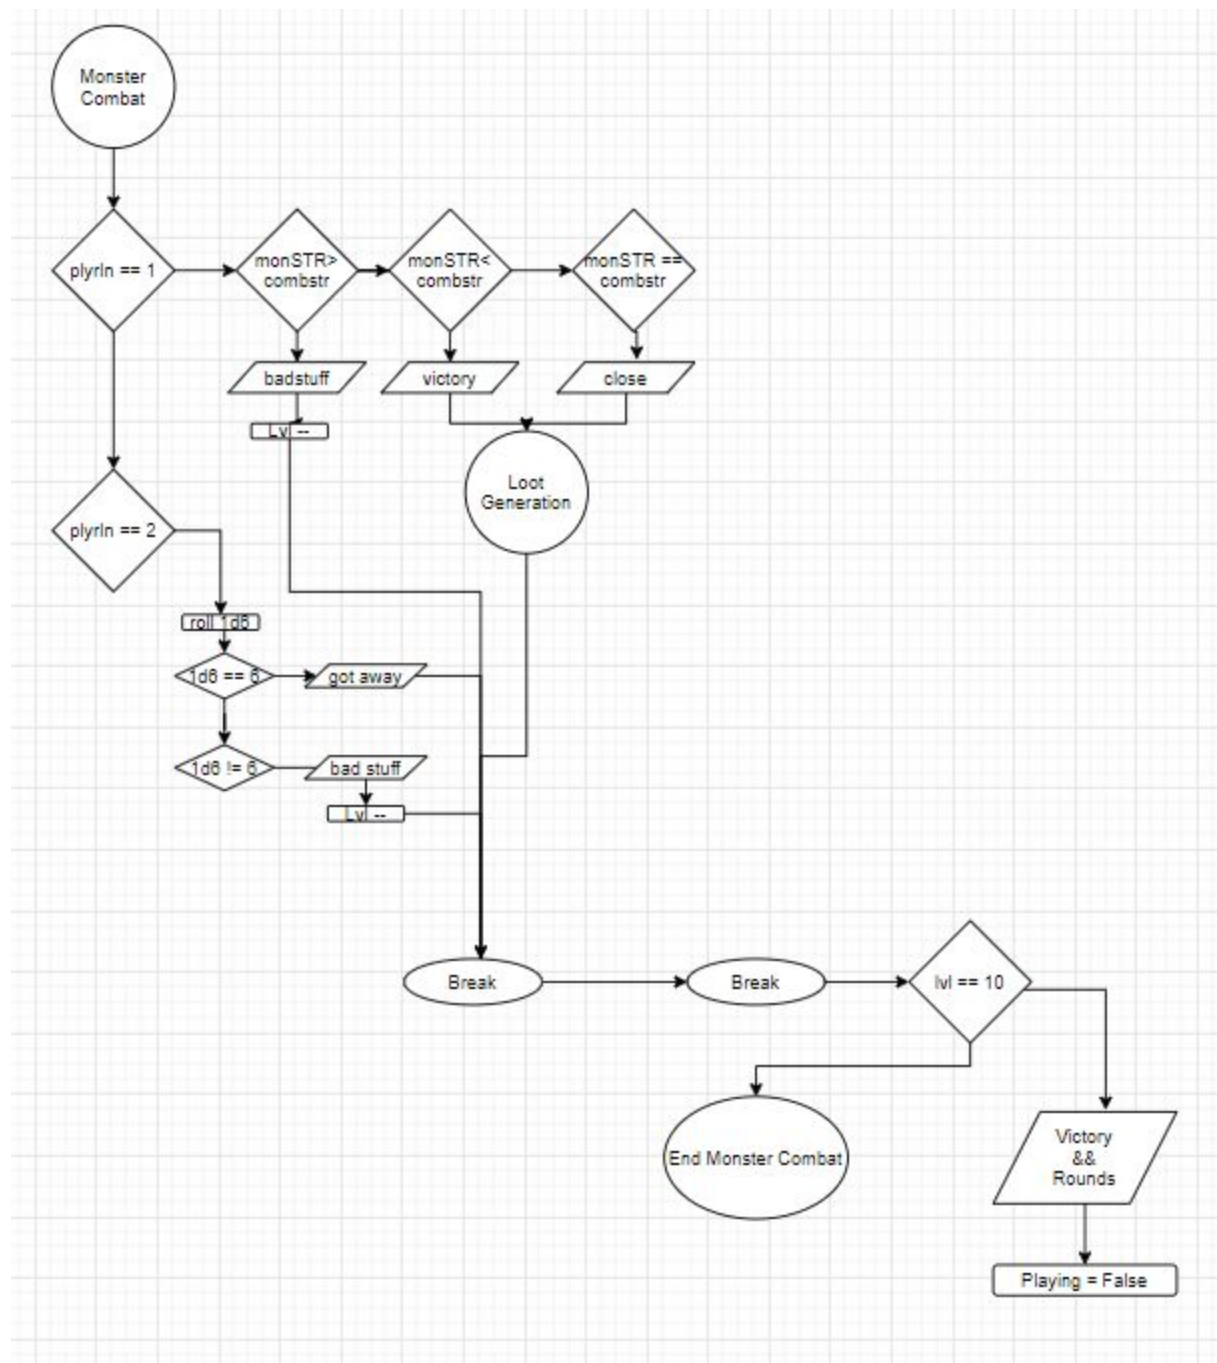 Monster
Combat
plyrIn == 1
monSTR>
combstr
monSTR<
combstr
monSTR ==
combstr
badstuff
victory
close
Lvl --
Loot
Generation
plyrIn == 2
roll 1d6
1d6 == 6
got away
1d6 != 6
bad stuff
Lvl --
Break
Break
lvl == 10
End Monster Combat
Victory
&&
Rounds
Playing = False